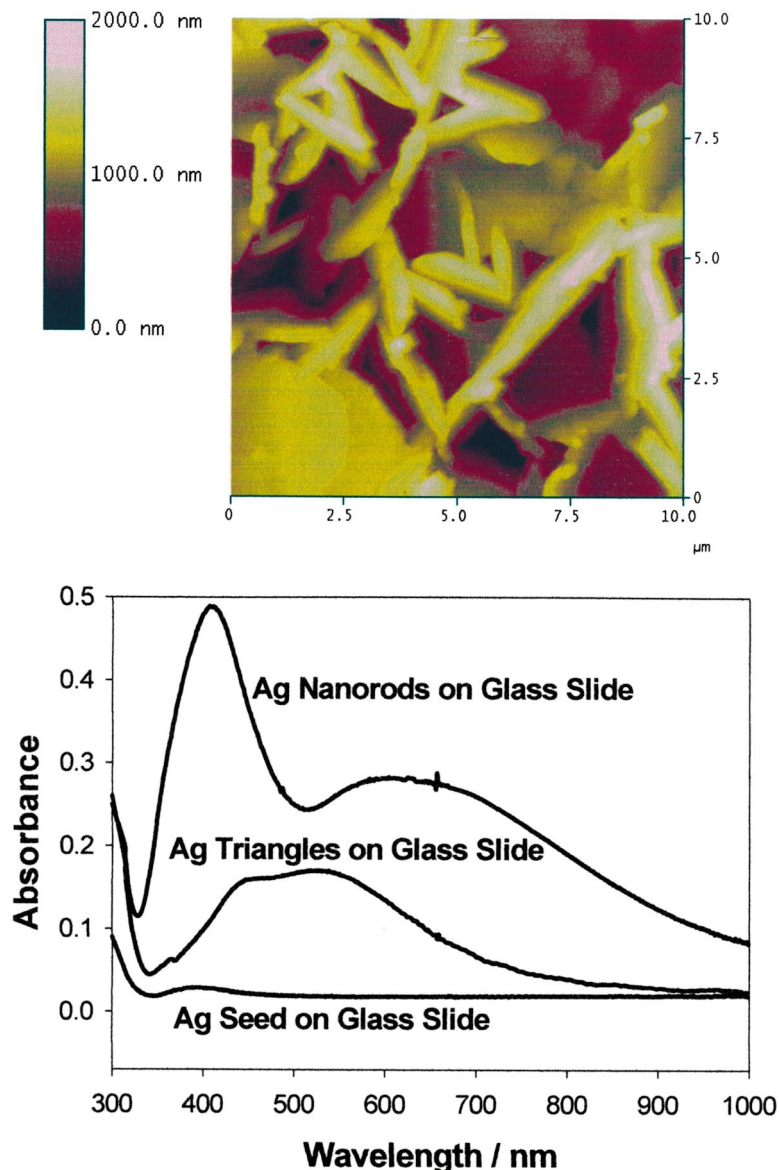 2000.0 nm
1000.0 nm
0.0 nm
10.0
7.5
5.0
2.5
0
0 2.5 5.0 7.5 10.0
µm
0.5
0.4
0.3
0.2
0.1
0.0
Absorbance
Ag Nanorods on Glass Slide
Ag Triangles on Glass Slide
Ag Seed on Glass Slide
300 400 500 600 700 800 900 1000
Wavelength / nm